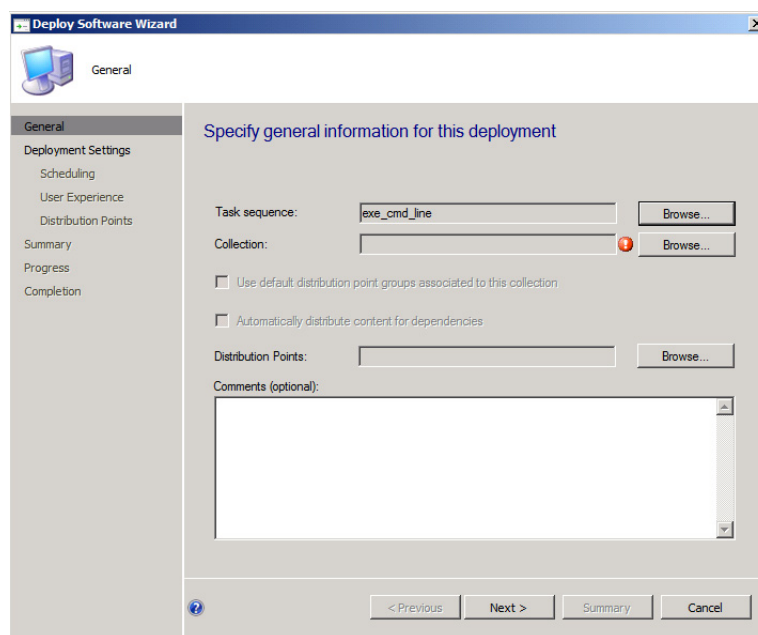 Deploy Software Wizard
General
General
Deployment Settings
Scheduling
User Experience
Distribution Points
Summary
Progress
Completion
Specify general information for this deployment
Task sequence: exe_cmd_line Browse...
Collection: Browse...
Use default distribution point groups associated to this collection
Automatically distribute content for dependencies
Distribution Points: Browse...
Comments (optional):
< Previous Next > Summary Cancel